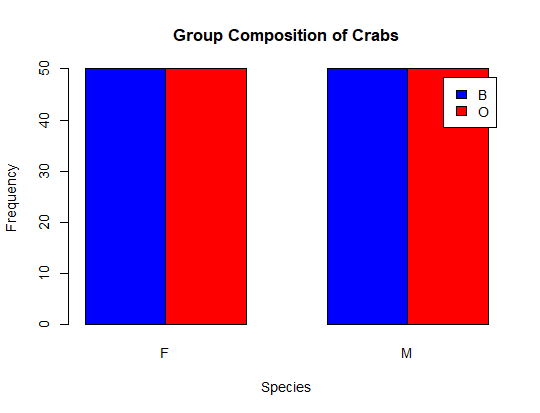 Group Composition of Crabs
Frequency
50
40
30
20
10
0
B
O
F
M
Species